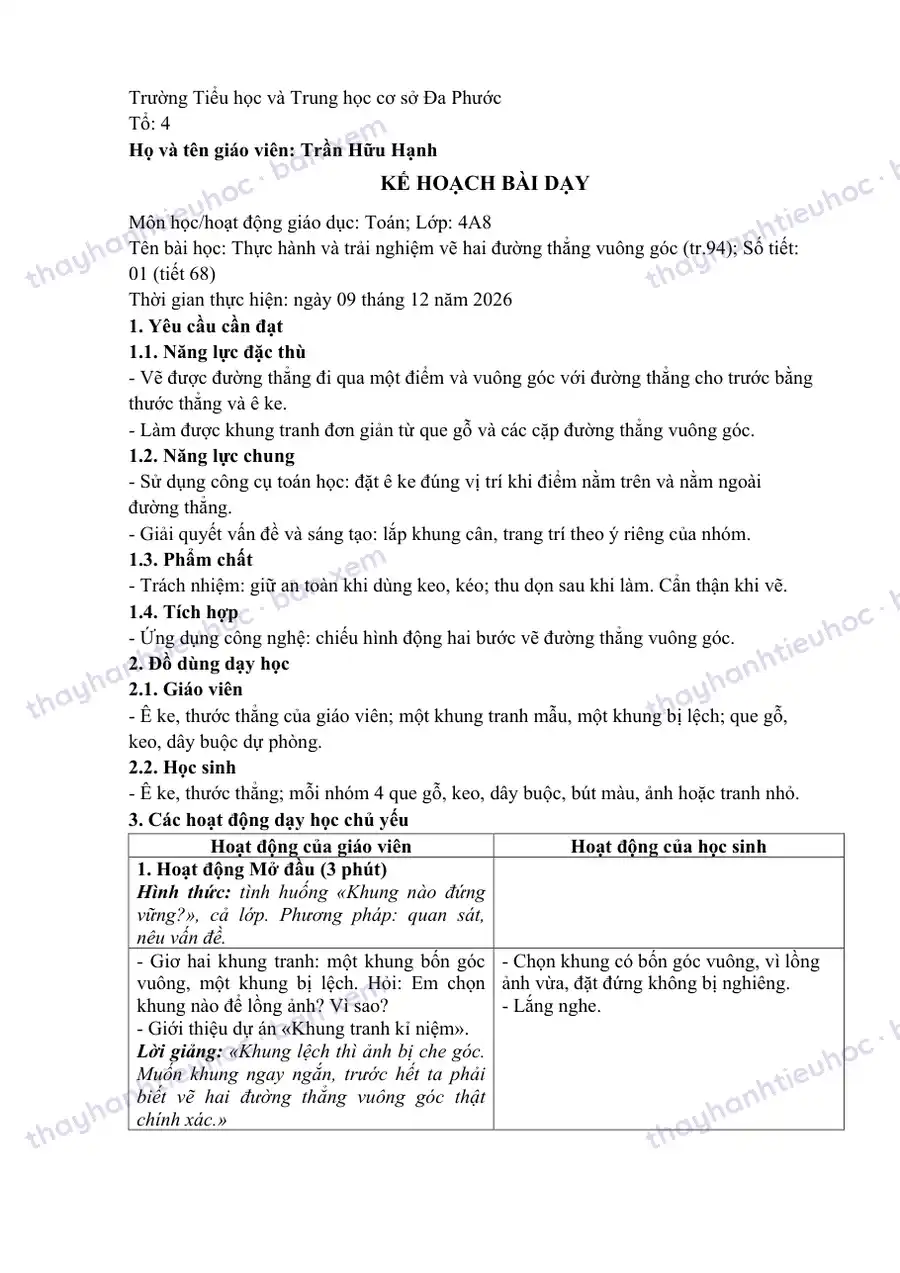 Trường Tiểu học và Trung học cơ sở Đa Phước
Tổ: 4
Họ và tên giáo viên: Trần Hữu Hạnh
KẾ HOẠCH BÀI DẠY
Môn học/hoạt động giáo dục: Toán; Lớp: 4A8
Tên bài học: Thực hành và trải nghiệm vẽ hai đường thẳng vuông góc (tr.94); Số tiết:
01 (tiết 68)
Thời gian thực hiện: ngày 09 tháng 12 năm 2026
1. Yêu cầu cần đạt
1.1. Năng lực đặc thù
- Vẽ được đường thẳng đi qua một điểm và vuông góc với đường thẳng cho trước bằng
thước thẳng và ê ke.
- Làm được khung tranh đơn giản từ que gỗ và các cặp đường thẳng vuông góc.
1.2. Năng lực chung
- Sử dụng công cụ toán học: đặt ê ke đúng vị trí khi điểm nằm trên và nằm ngoài
đường thẳng.
- Giải quyết vấn đề và sáng tạo: lắp khung cân, trang trí theo ý riêng của nhóm.
1.3. Phẩm chất
- Trách nhiệm: giữ an toàn khi dùng keo, kéo; thu dọn sau khi làm. Cẩn thận khi vẽ.
1.4. Tích hợp
- Ứng dụng công nghệ: chiếu hình động hai bước vẽ đường thẳng vuông góc.
2. Đồ dùng dạy học
2.1. Giáo viên
- Ê ke, thước thẳng của giáo viên; một khung tranh mẫu, một khung bị lệch; que gỗ,
keo, dây buộc dự phòng.
2.2. Học sinh
- Ê ke, thước thẳng; mỗi nhóm 4 que gỗ, keo, dây buộc, bút màu, ảnh hoặc tranh nhỏ.
3. Các hoạt động dạy học chủ yếu
Hoạt động của giáo viên
Hoạt động của học sinh
1. Hoạt động Mở đầu (3 phút)
Hình thức: tình huống «Khung nào đứng
vững?», cả lớp. Phương pháp: quan sát,
nêu vấn đề.
- Giơ hai khung tranh: một khung bốn góc
vuông, một khung bị lệch. Hỏi: Em chọn
khung nào để lồng ảnh? Vì sao?
- Giới thiệu dự án «Khung tranh kỉ niệm».
Lời giảng: «Khung lệch thì ảnh bị che góc.
Muốn khung ngay ngắn, trước hết ta phải
biết vẽ hai đường thẳng vuông góc thật
chính xác.»
- Chọn khung có bốn góc vuông, vì lồng
ảnh vừa, đặt đứng không bị nghiêng.
- Lắng nghe.
thayhanhtieuhoc · bản xem
thayhanhtieuhoc · b
thayhanhtieuhoc · bản xem
thayhanhtieuhoc · b
thayhanhtieuhoc · bản xem
thayhanhtieuhoc · b